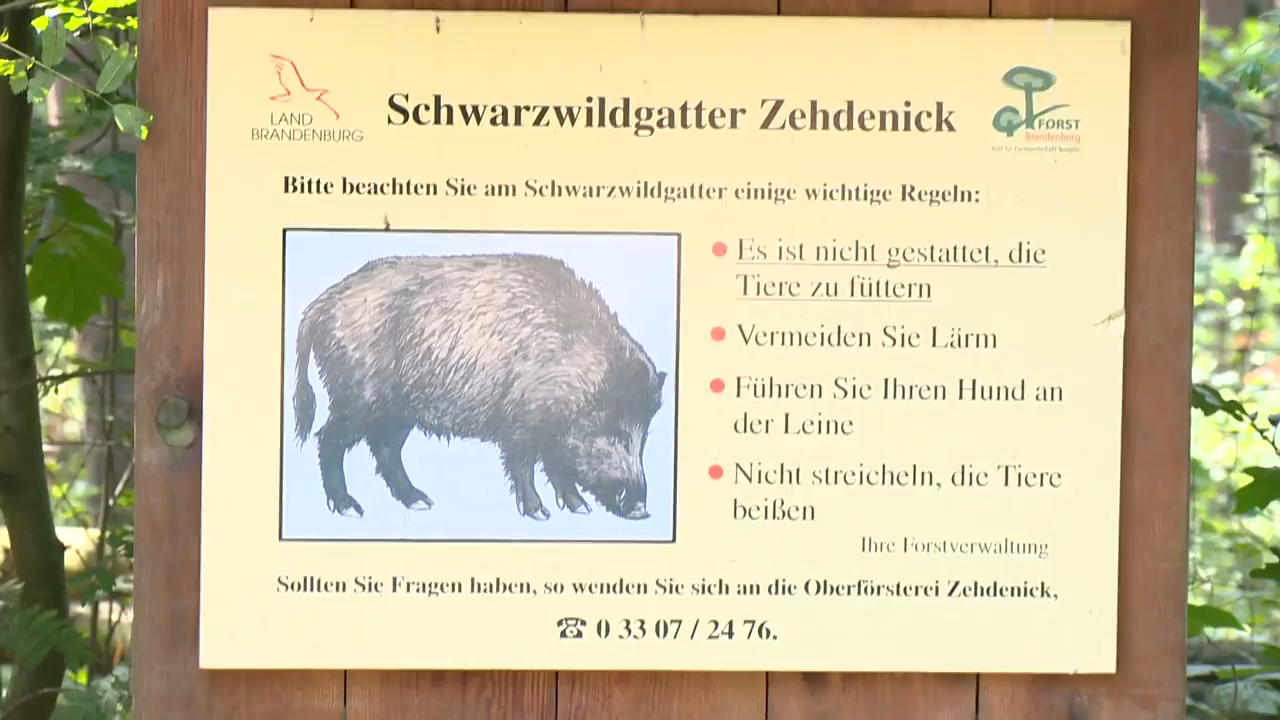 LAND
BRANDENBURG
Schwarzwildgatter Zehdenick
FORST
Brandenburg
Bitte beachten Sie am Schwarzwildgatter einige wichtige Regeln:
Es ist nicht gestattet, die
Tiere zu füttern
Vermeiden Sie Lärm
Führen Sie Ihren Hund an
der Leine
Nicht streicheln, die Tiere
beißen
Ihre Forstverwaltung
Sollten Sie Fragen haben, so wenden Sie sich an die Oberförsterei Zehdenick,
☎ 0 33 07 / 24 76.